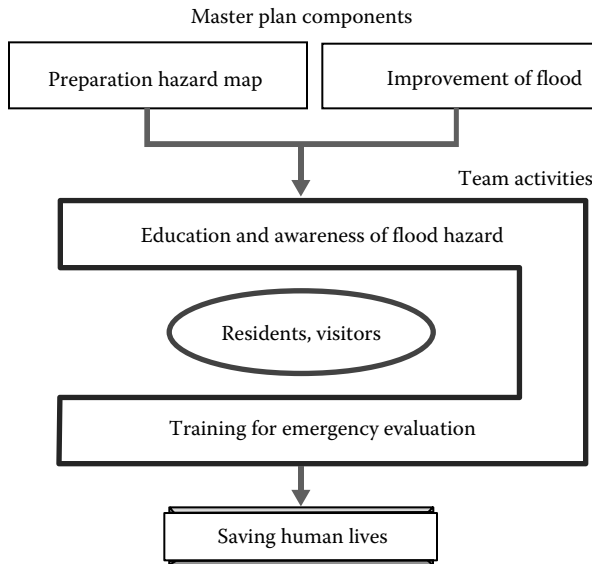 Master plan components
Preparation hazard map
Improvement of flood
Team activities
Education and awareness of flood hazard
Residents, visitors
Training for emergency evaluation
Saving human lives